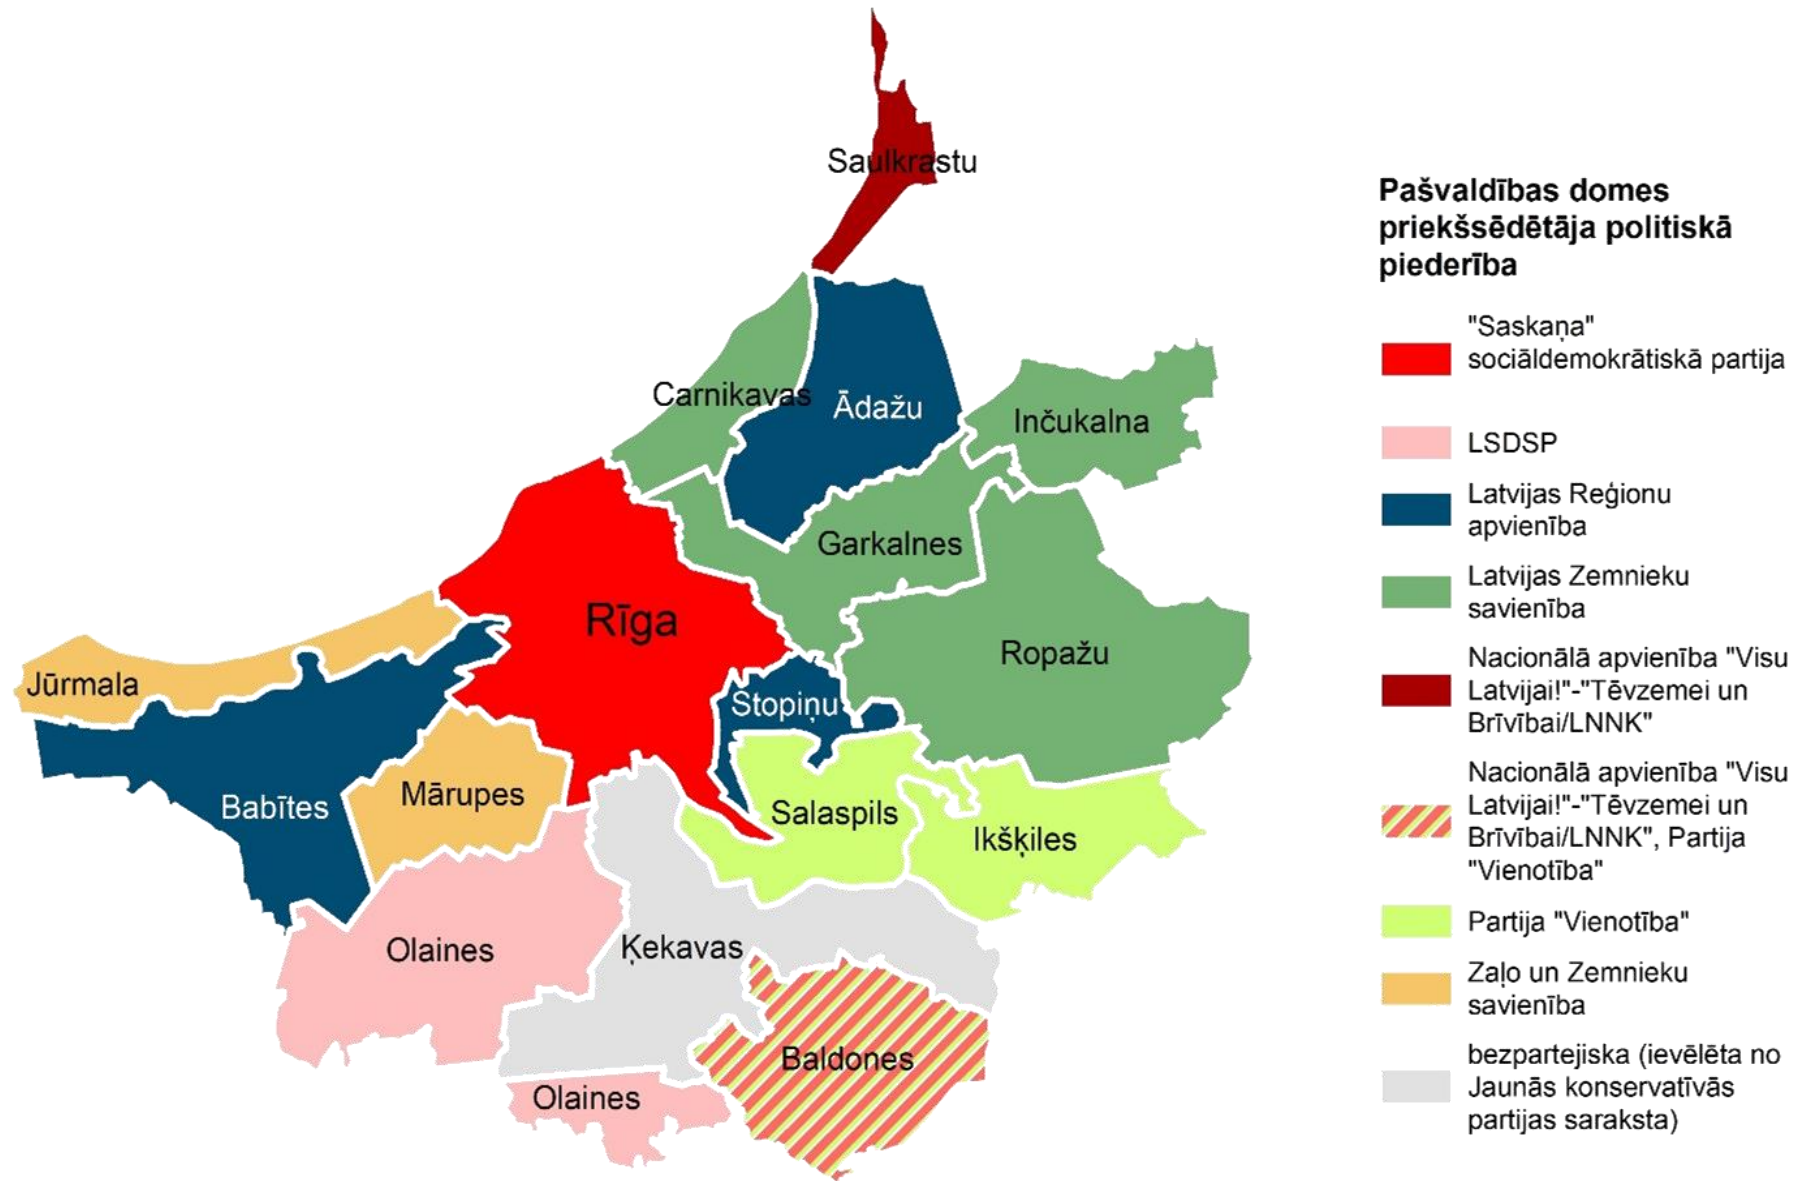 Saulkrastu
Carnikavas
Ādažu
Inčukalna
Garkalnes
Rīga
Ropažu
Jūrmala
Stopiņu
Mārupes
Babītes
Salaspils
Ikšķiles
Olaines
Ķekavas
Baldones
Olaines
Pašvaldības domes
priekšsēdētāja politiskā
piederība
"Saskaņa"
sociāldemokrātiskā partija
LSDSP
Latvijas Reģionu
apvienība
Latvijas Zemnieku
savienība
Nacionālā apvienība "Visu
Latvijai!"-"Tēvzemei un
Brīvībai/LNNK"
Nacionālā apvienība "Visu
Latvijai!"-"Tēvzemei un
Brīvībai/LNNK", Partija
"Vienotība"
Partija "Vienotība"
Zaļo un Zemnieku
savienība
bezpartejiska (ievēlēta no
Jaunās konservatīvās
partijas saraksta)